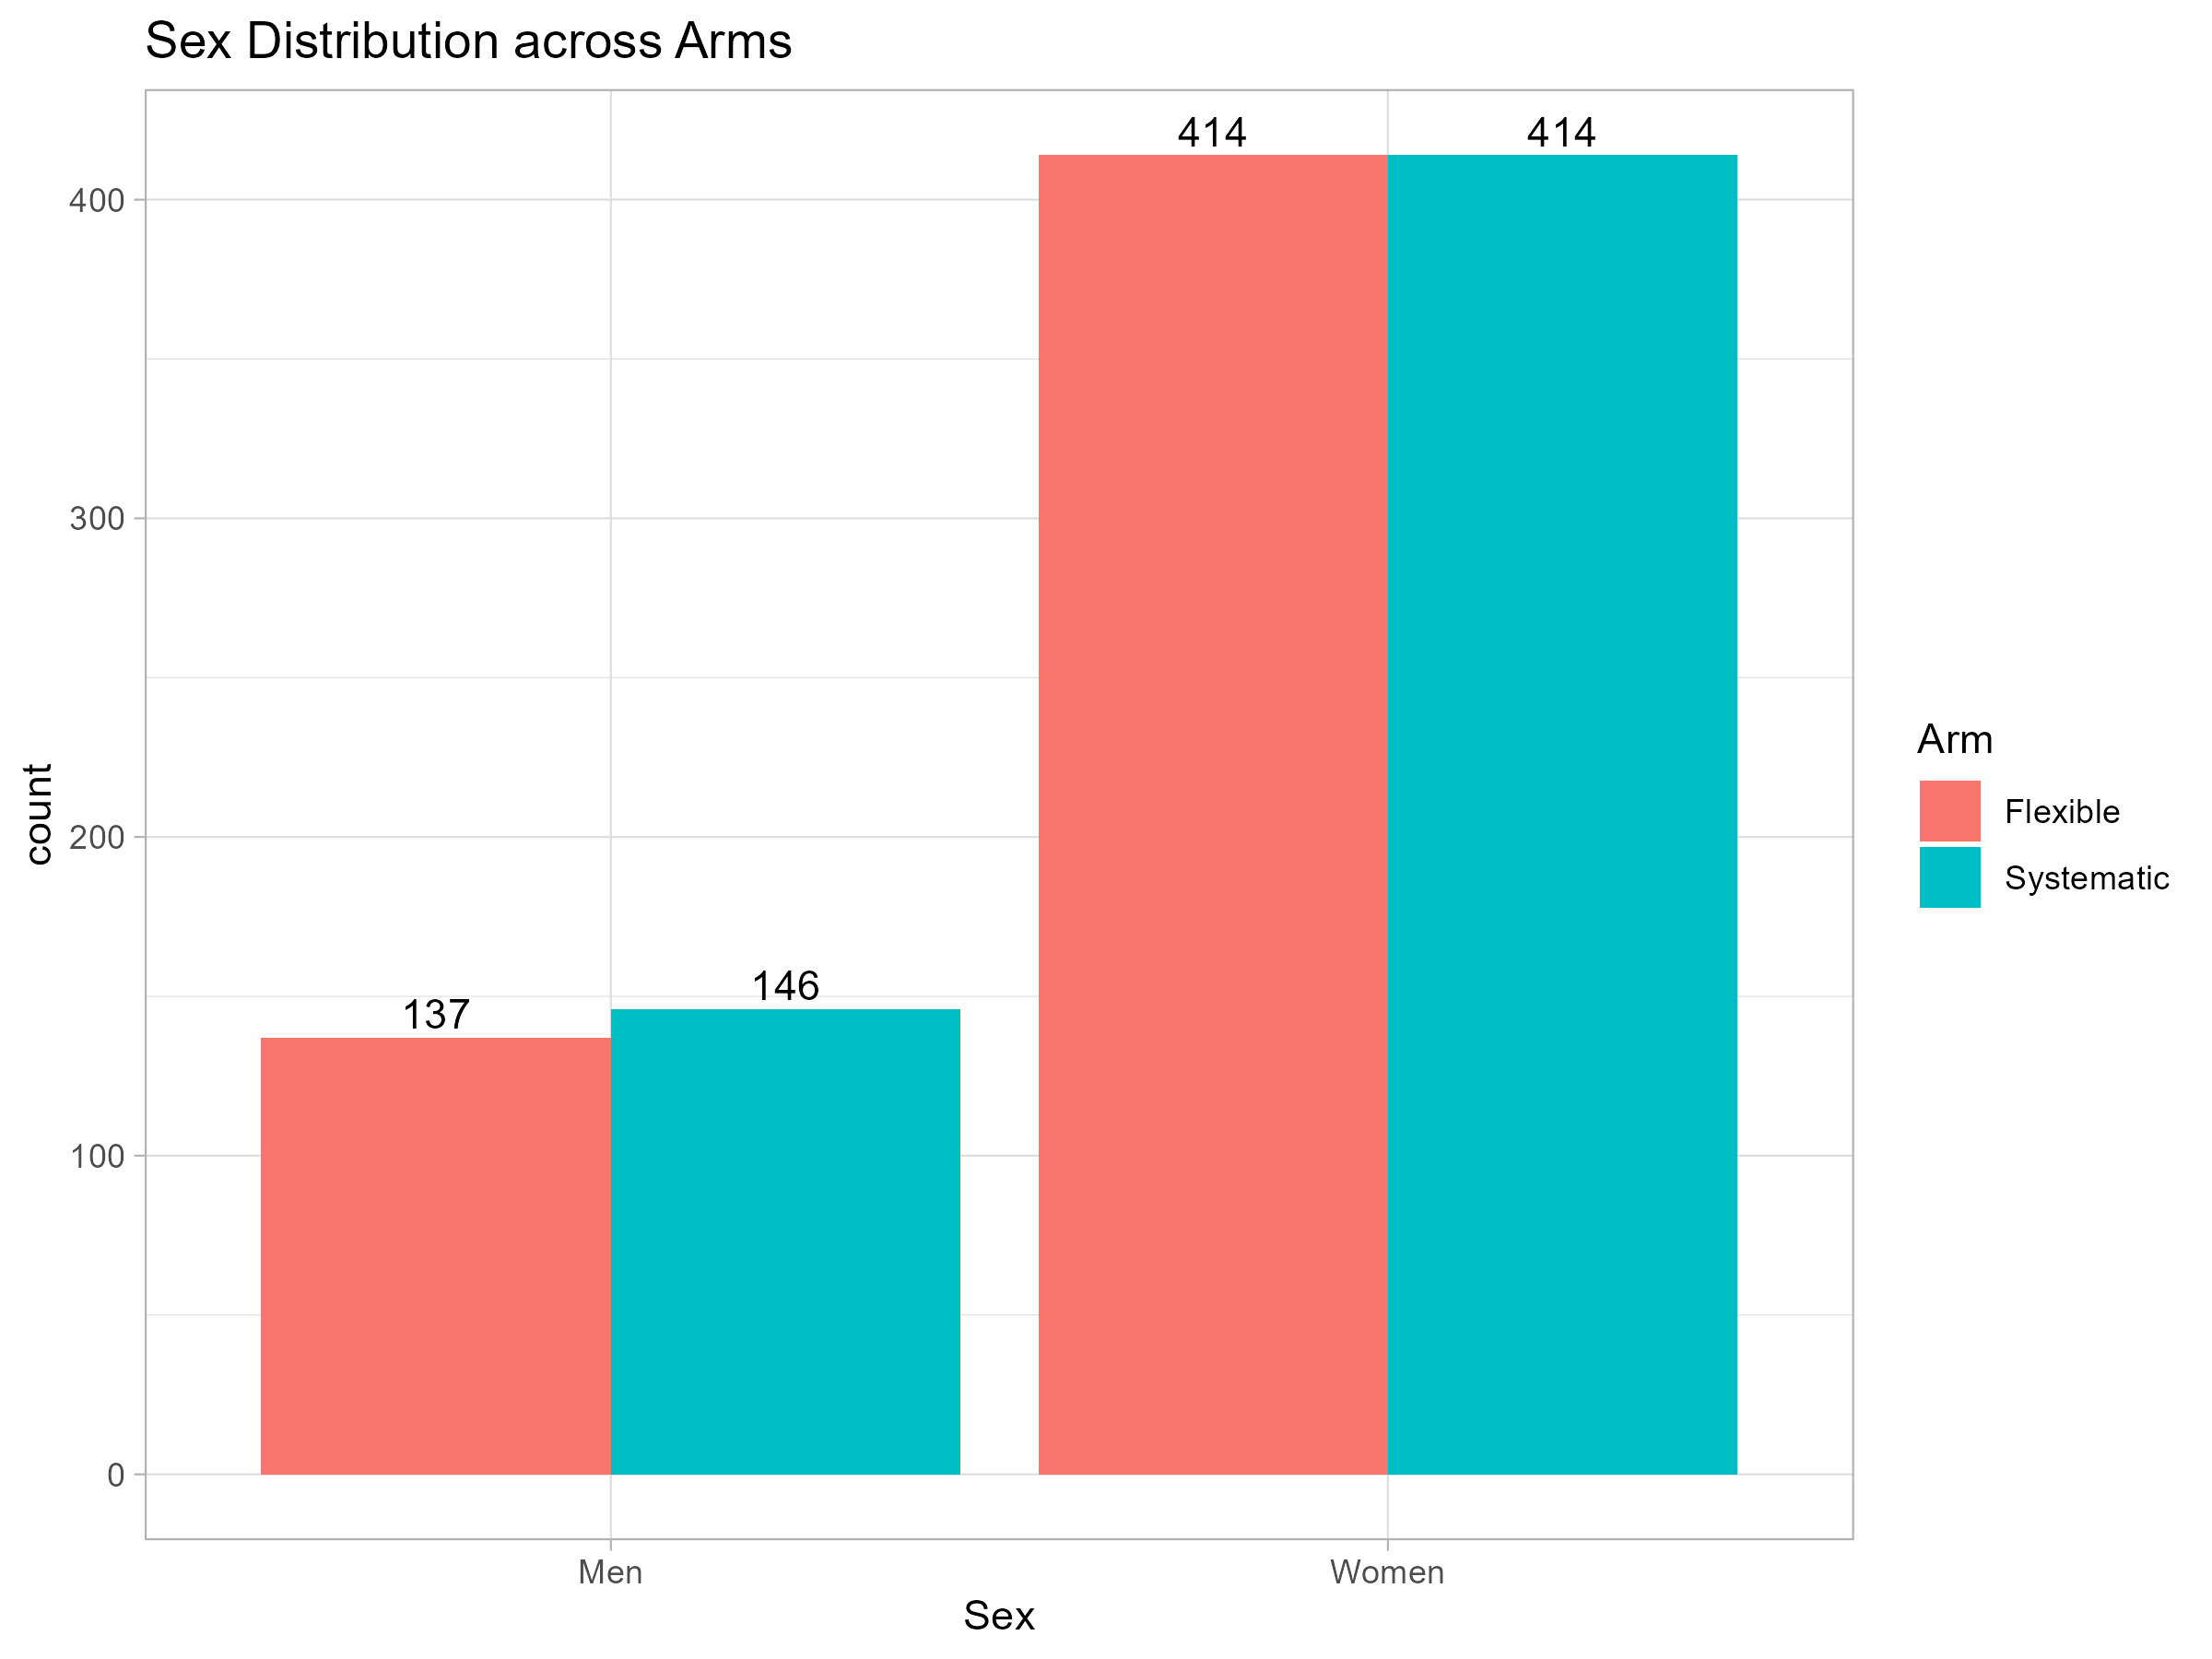 Sex Distribution across Arms
414 414
400
300
count
200
146
137
100
0
Men Women
Sex
Arm
Flexible
Systematic